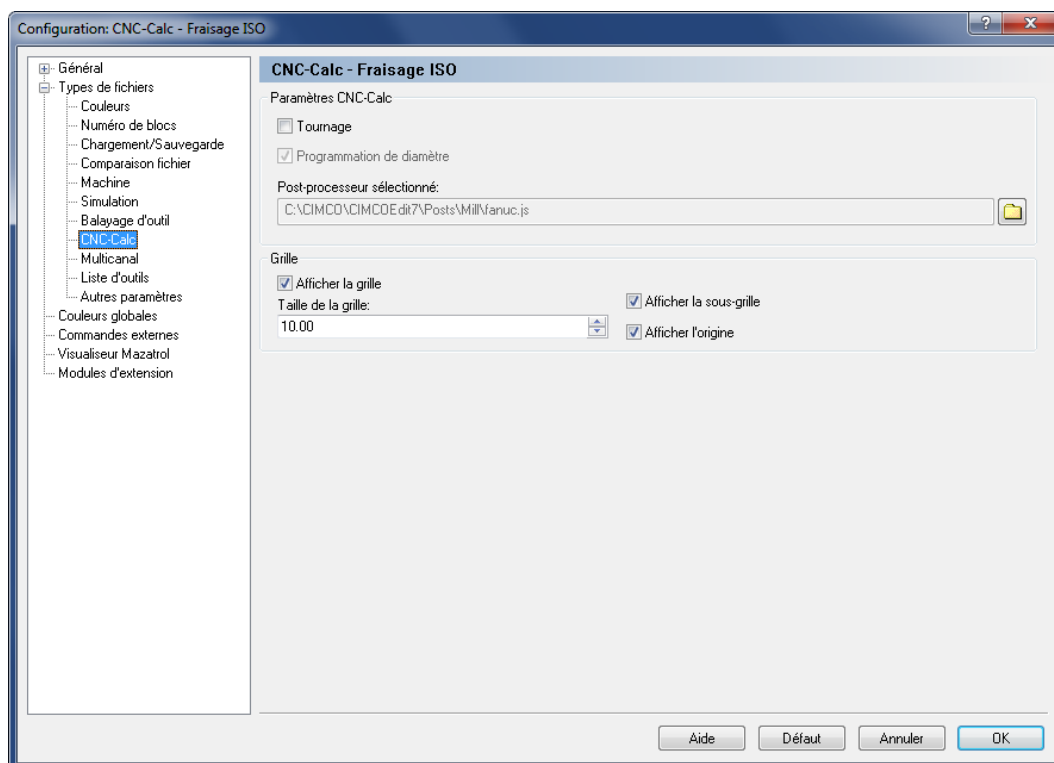 Configuration: CNC-Calc - Fraisage ISO
Général
Types de fichiers
Couleurs
Numéro de blocs
Chargement/Sauvegarde
Comparaison fichier
Machine
Simulation
Balayage d'outil
CNC-Calc
Multicanal
Liste d'outils
Autres paramètres
Couleurs globales
Commandes externes
Visualiseur Mazatrol
Modules d'extension
CNC-Calc - Fraisage ISO
Paramètres CNC-Calc
Tournage
Programmation de diamètre
Post-processeur sélectionné:
C:\CIMCO\CIMCOEdit7\Posts\Mill\fanuc.js
Grille
Afficher la grille
Taille de la grille:
10.00
Afficher la sous-grille
Afficher l'origine
Aide
Défaut
Annuler
OK